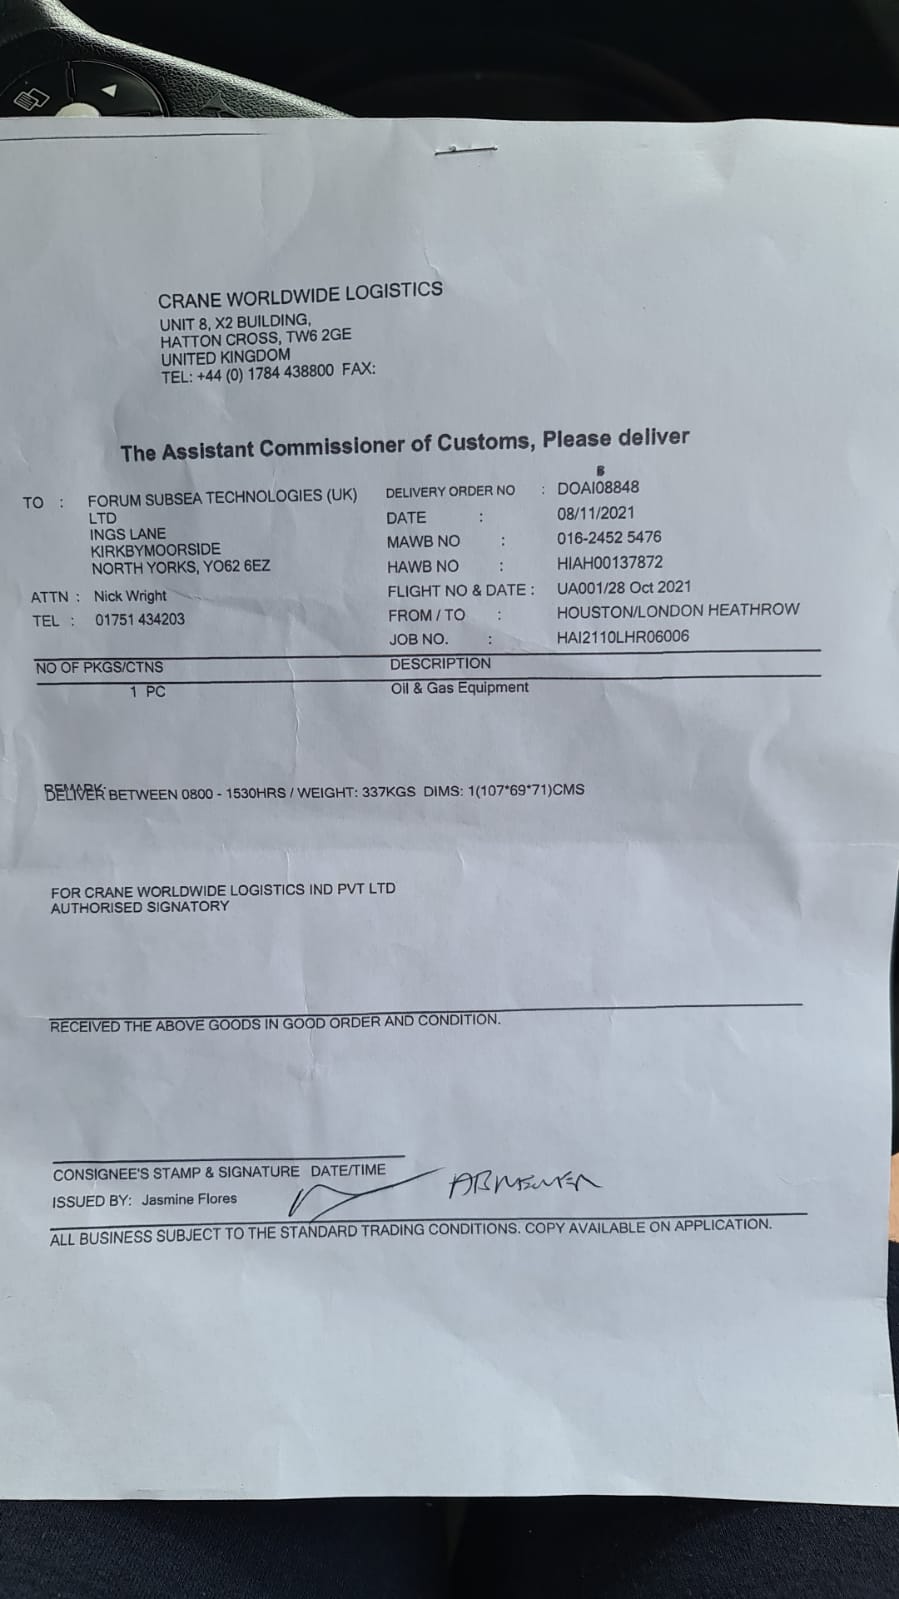 CRANE WORLDWIDE LOGISTICS
UNIT 8, X2 BUILDING,
HATTON CROSS, TW6 2GE
UNITED KINGDOM
TEL: +44 (0) 1784 438800 FAX:
The Assistant Commissioner of Customs, Please deliver
TO : FORUM SUBSEA TECHNOLOGIES (UK)
LTD
INGS LANE
KIRKBYMOORSIDE
NORTH YORKS, YO62 6EZ
ATTN : Nick Wright
TEL : 01751 434203
DELIVERY ORDER NO : DOAI08848
DATE : 08/11/2021
MAWB NO : 016-2452 5476
HAWB NO : HIAH00137872
FLIGHT NO & DATE : UA001/28 Oct 2021
FROM / TO : HOUSTON/LONDON HEATHROW
JOB NO. : HAI2110LHR06006
NO OF PKGS/CTNS DESCRIPTION
1 PC Oil & Gas Equipment
REMARK:
DELIVER BETWEEN 0800 - 1530HRS / WEIGHT: 337KGS DIMS: 1(107*69*71)CMS
FOR CRANE WORLDWIDE LOGISTICS IND PVT LTD
AUTHORISED SIGNATORY
RECEIVED THE ABOVE GOODS IN GOOD ORDER AND CONDITION.
CONSIGNEE'S STAMP & SIGNATURE DATE/TIME
ISSUED BY: Jasmine Flores
ALL BUSINESS SUBJECT TO THE STANDARD TRADING CONDITIONS. COPY AVAILABLE ON APPLICATION.